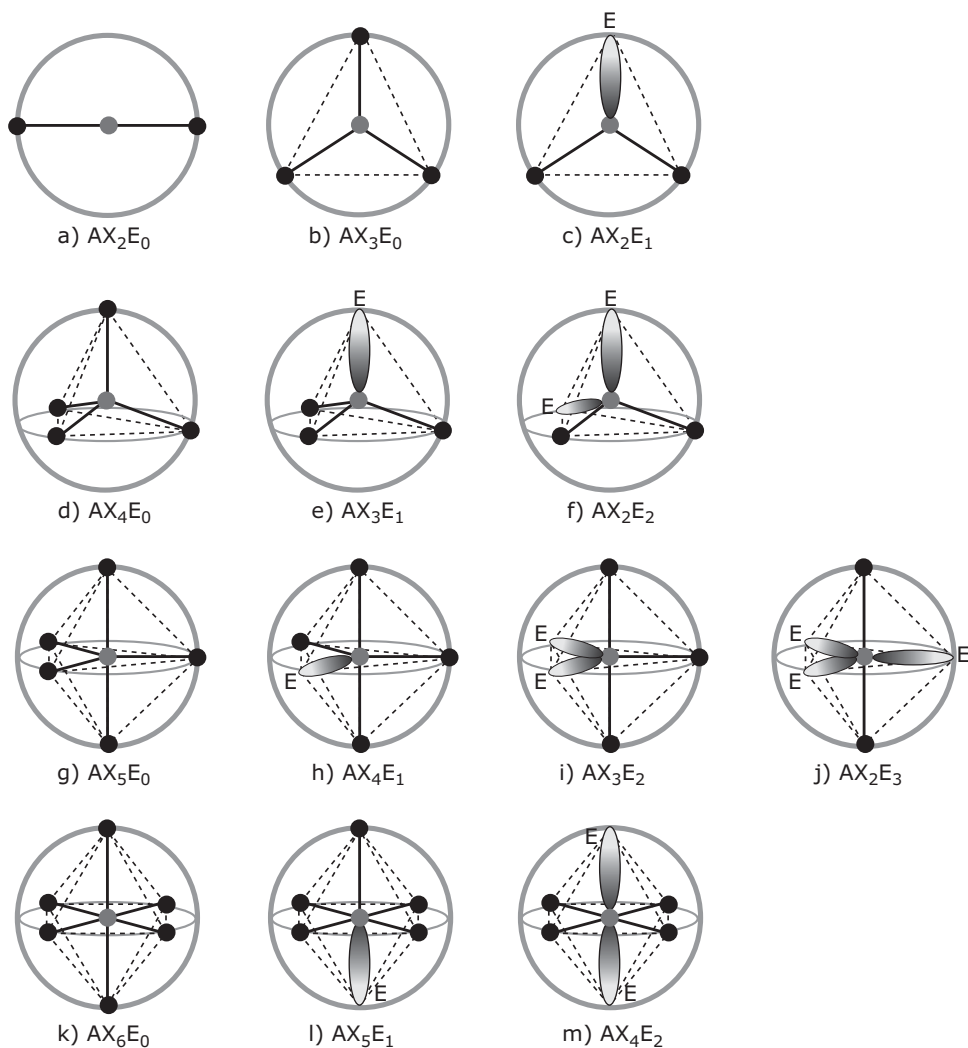 E
a) AX₂E₀ b) AX₃E₀ c) AX₂E₁
E E
E
d) AX₄E₀ e) AX₃E₁ f) AX₂E₂
E E
E
E E E
g) AX₅E₀ h) AX₄E₁ i) AX₃E₂ j) AX₂E₃
E
E E
k) AX₆E₀ l) AX₅E₁ m) AX₄E₂